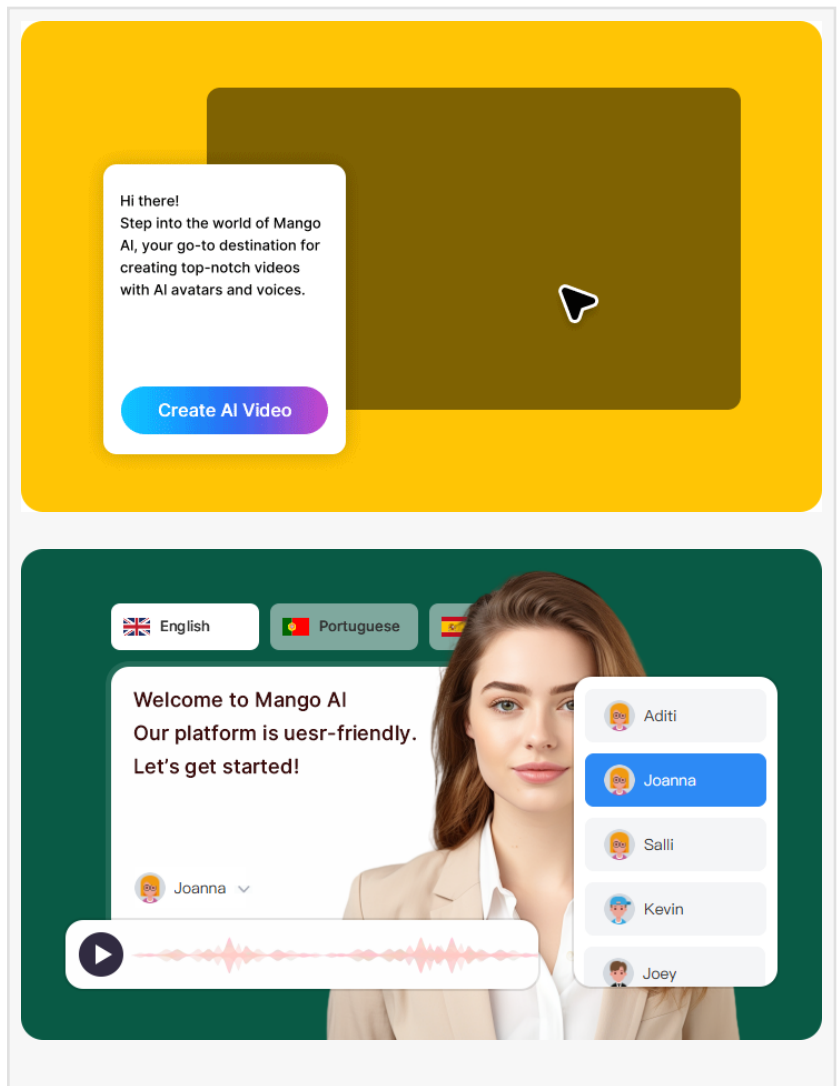 Hi there!
Step into the world of Mango
AI, your go-to destination for
creating top-notch videos
with AI avatars and voices.
Create AI Video
English
Portuguese
Welcome to Mango AI
Our platform is uesr-friendly.
Let's get started!
Joanna
Aditi
Joanna
Salli
Kevin
Joey